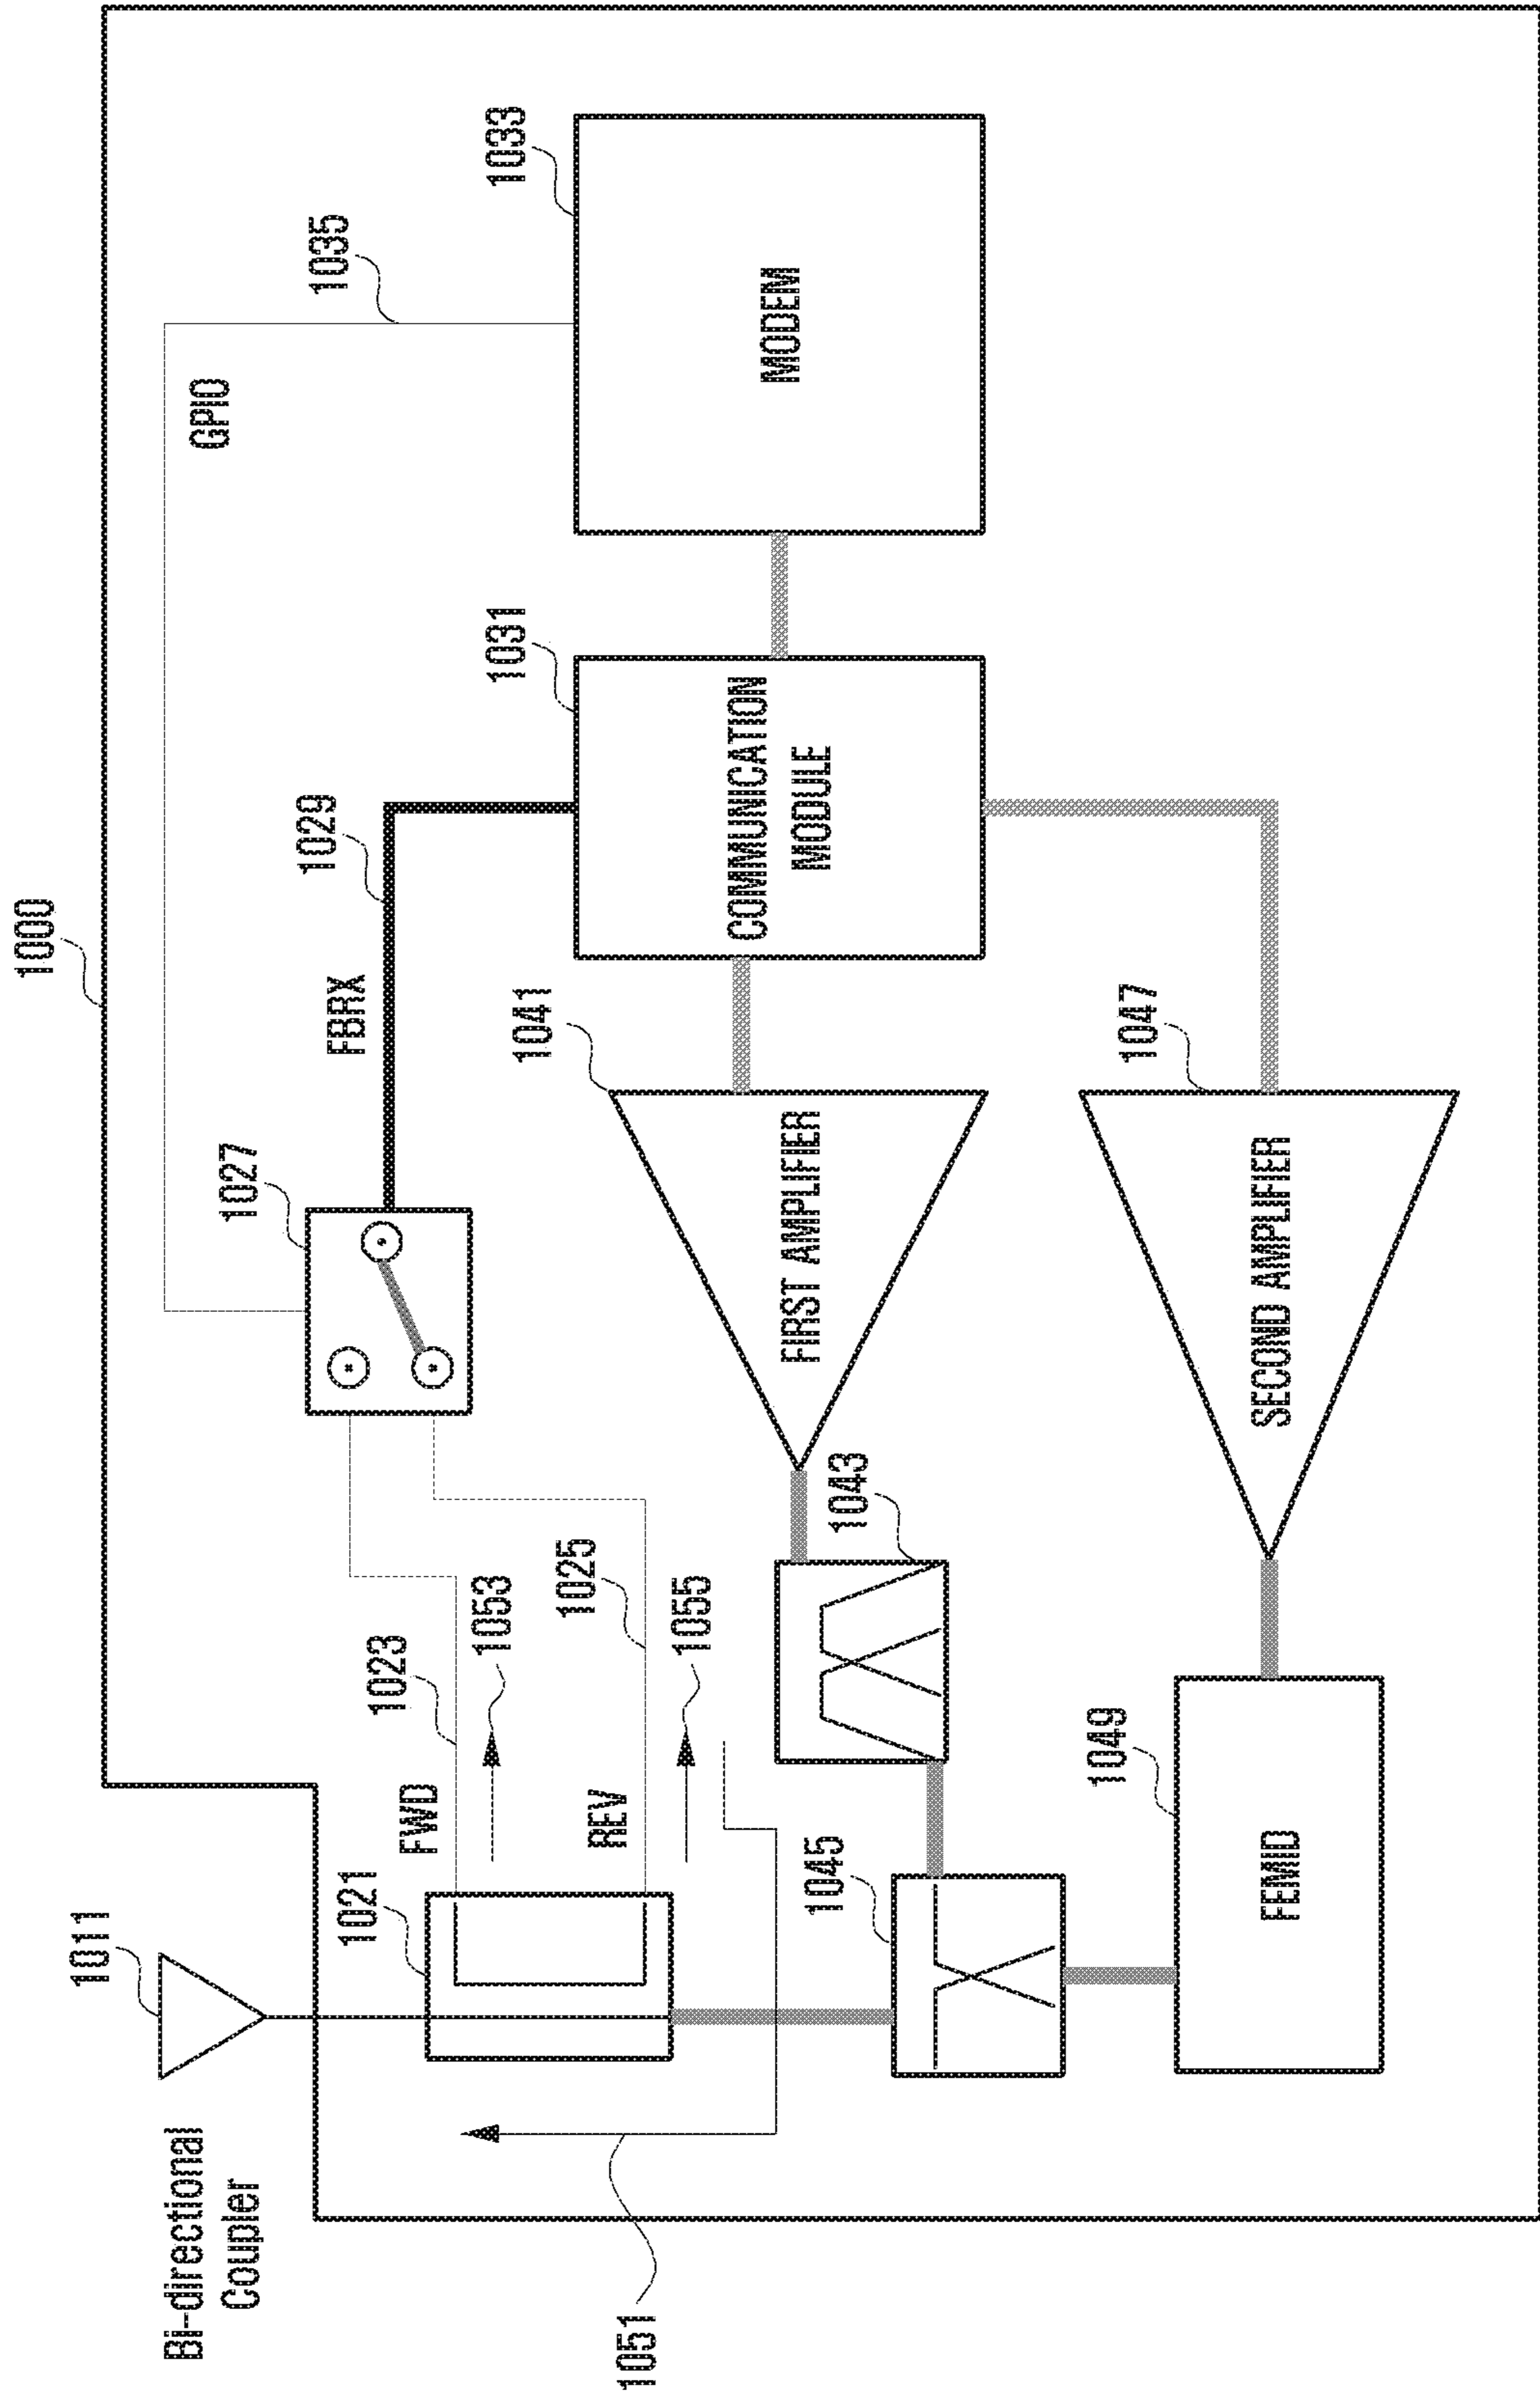 1000
1011
Bi-directional
Coupler
GPIO
1027
1029
1035
FBRX
1021
1023
FWD
1053
1031
1033
1041
1025
REV
1051
1055
COMMUNICATION
MODULE
MODEM
FIRST AMPLIFIER
1045
1043
1049
1047
FEMID
SECOND AMPLIFIER